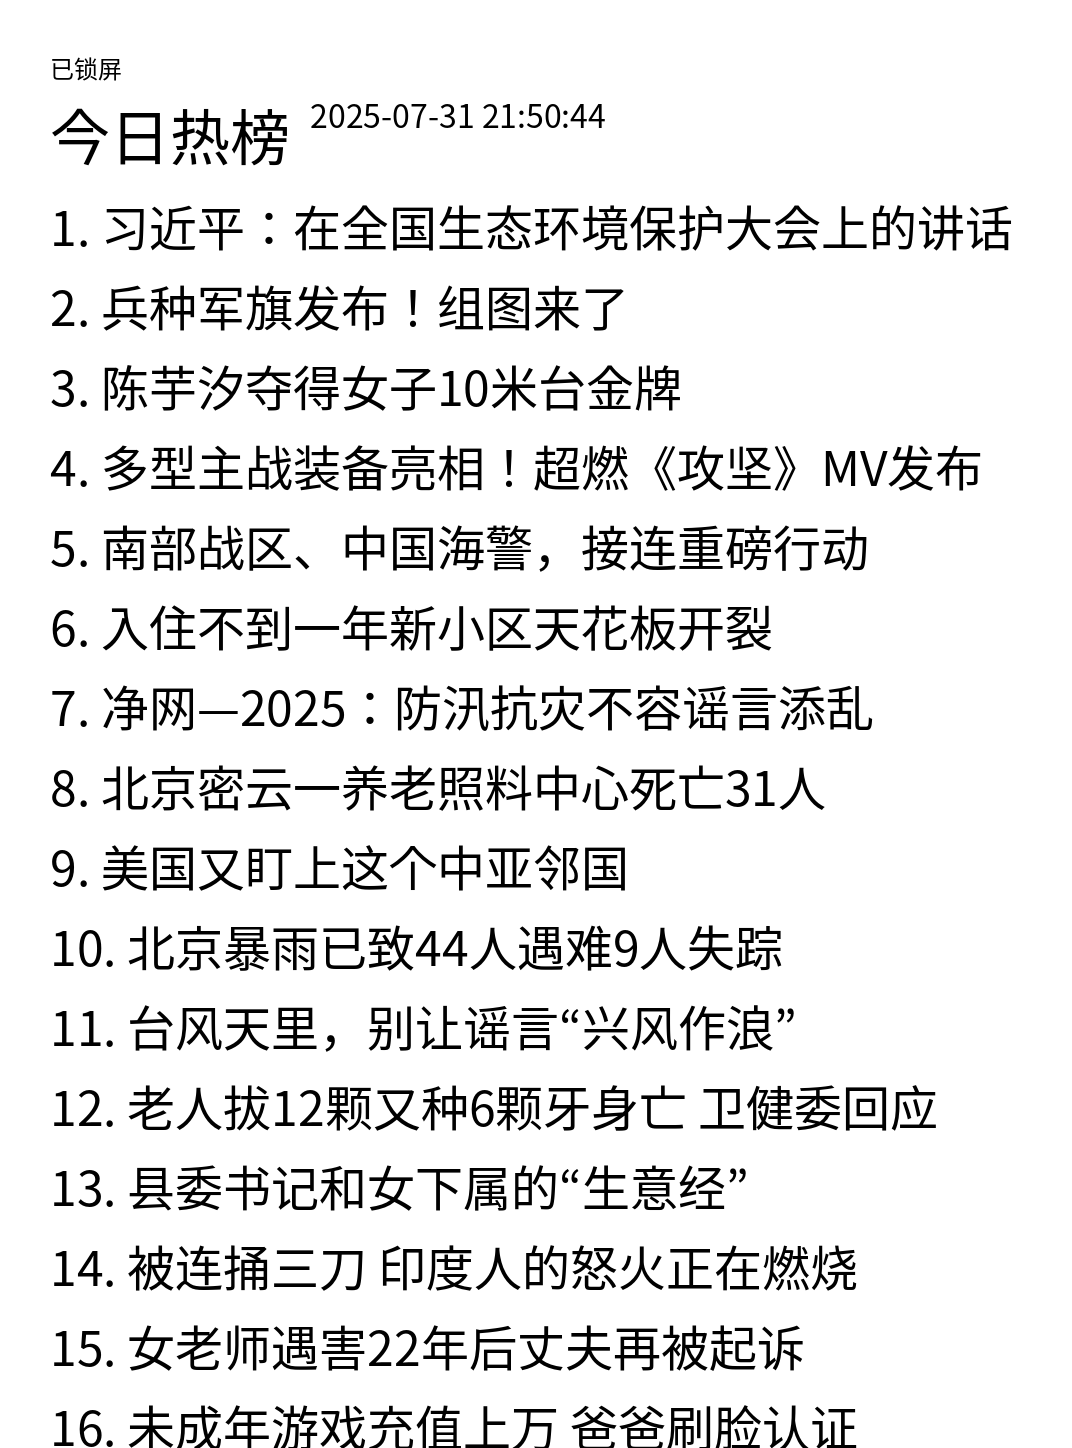 已锁屏
今日热榜 2025-07-31 21:50:44
1. 习近平：在全国生态环境保护大会上的讲话
2. 兵种军旗发布！组图来了
3. 陈芋汐夺得女子10米台金牌
4. 多型主战装备亮相！超燃《攻坚》MV发布
5. 南部战区、中国海警，接连重磅行动
6. 入住不到一年新小区天花板开裂
7. 净网—2025：防汛抗灾不容谣言添乱
8. 北京密云一养老照料中心死亡31人
9. 美国又盯上这个中亚邻国
10. 北京暴雨已致44人遇难9人失踪
11. 台风天里，别让谣言“兴风作浪”
12. 老人拔12颗又种6颗牙身亡 卫健委回应
13. 县委书记和女下属的“生意经”
14. 被连捅三刀 印度人的怒火正在燃烧
15. 女老师遇害22年后丈夫再被起诉
16. 未成年游戏充值上万 爸爸刷脸认证